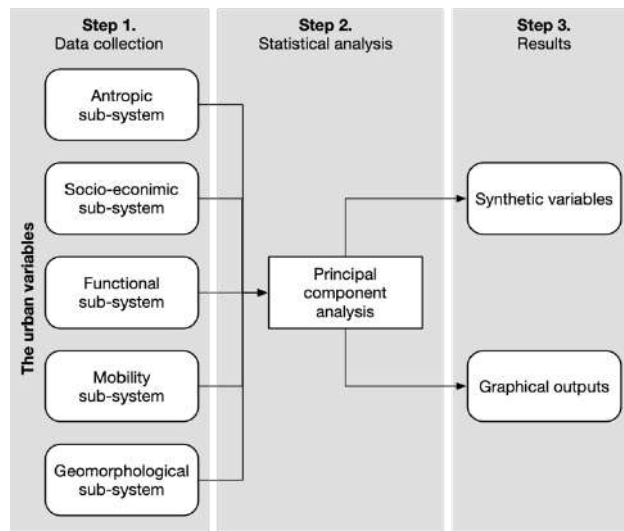 Step 1.
Data collection
Step 2.
Statistical analysis
Step 3.
Results
The urban variables
Antropic
sub-system
Socio-econimic
sub-system
Functional
sub-system
Mobility
sub-system
Geomorphological
sub-system
Principal
component
analysis
Synthetic variables
Graphical outputs